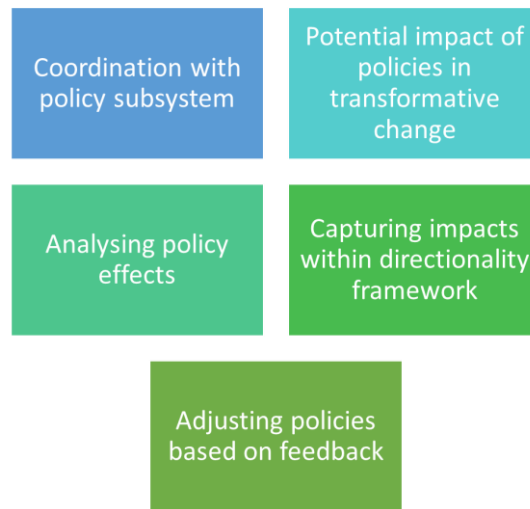 Coordination with
policy subsystem
Potential impact of
policies in
transformative
change
Analysing policy
effects
Capturing impacts
within directionality
framework
Adjusting policies
based on feedback